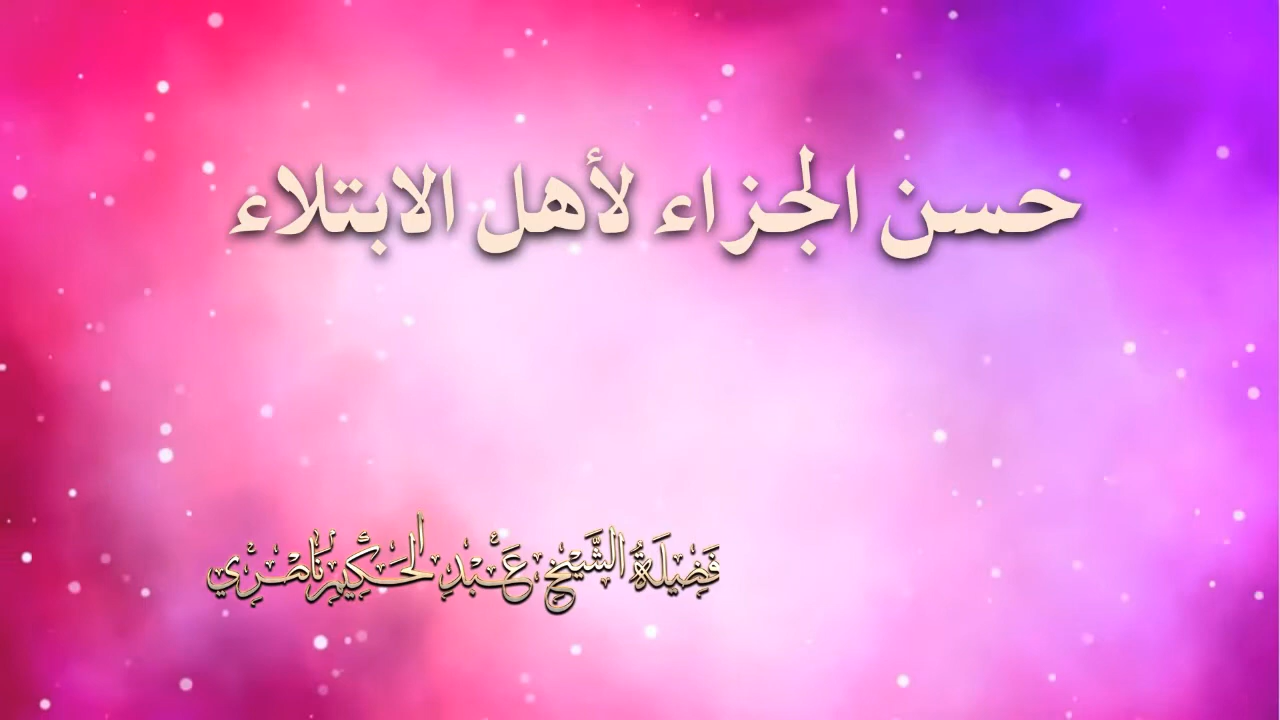 حسن الجزاء لأهل الابتلاء
فَضِيلَةُ الشَّيْخِ عَبْدِ الحَكِيمِ نَاصِرِي